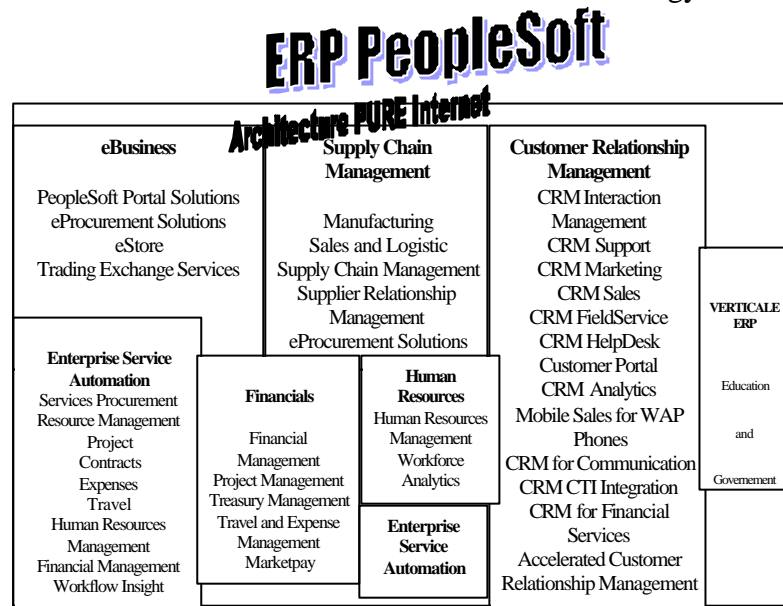 gy
ERP PeopleSoft
Architecture PURE Internet
eBusiness
PeopleSoft Portal Solutions
eProcurement Solutions
eStore
Trading Exchange Services
Supply Chain
Management
Manufacturing
Sales and Logistic
Supply Chain Management
Supplier Relationship
Management
eProcurement Solutions
Customer Relationship
Management
CRM Interaction
Management
CRM Support
CRM Marketing
CRM Sales
CRM FieldService
CRM HelpDesk
Customer Portal
CRM Analytics
Mobile Sales for WAP
Phones
CRM for Communication
CRM CTI Integration
CRM for Financial
Services
Accelerated Customer
Relationship Management
VERTICALE
ERP
Education
and
Governement
Enterprise Service
Automation
Services Procurement
Resource Management
Project
Contracts
Expenses
Travel
Human Resources
Management
Financial Management
Workflow Insight
Financials
Financial
Management
Project Management
Treasury Management
Travel and Expense
Management
Marketpay
Human
Resources
Human Resources
Management
Workforce
Analytics
Enterprise
Service
Automation